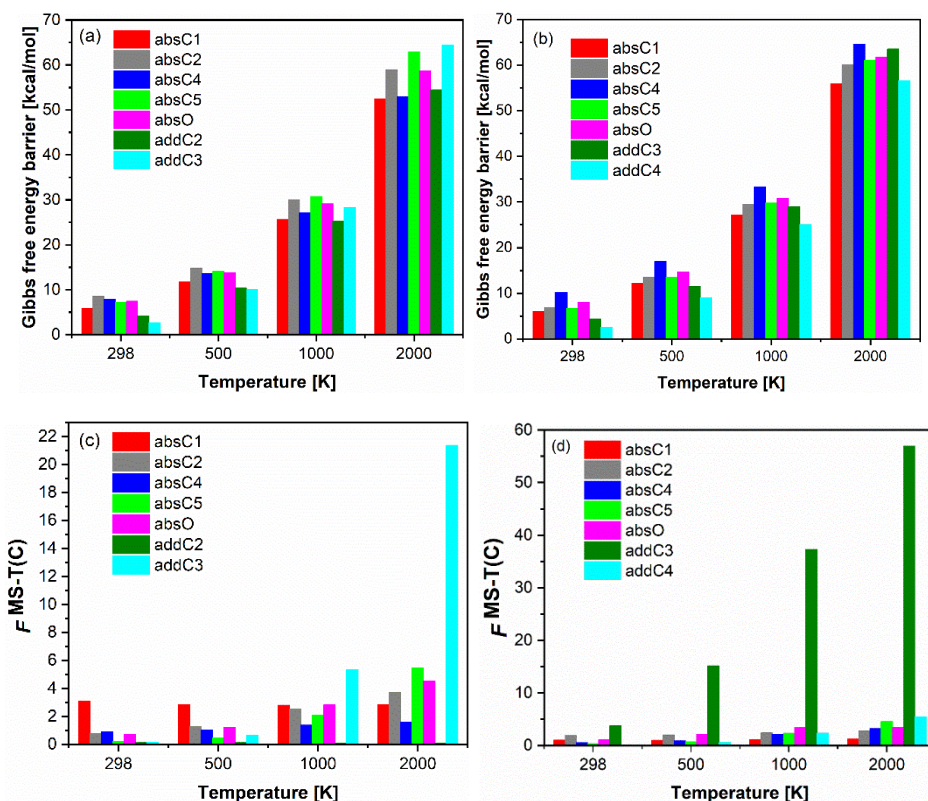 (a)
absC1
absC2
absC4
absC5
absO
addC2
addC3
Gibbs free energy barrier [kcal/mol]
70
60
50
40
30
20
10
0
298
500
1000
2000
Temperature [K]
(b)
absC1
absC2
absC4
absC5
absO
addC3
addC4
Gibbs free energy barrier [kcal/mol]
70
60
50
40
30
20
10
0
298
500
1000
2000
Temperature [K]
(c)
absC1
absC2
absC4
absC5
absO
addC2
addC3
F MS-T(C)
22
20
18
16
14
12
10
8
6
4
2
0
298
500
1000
2000
Temperature [K]
(d)
absC1
absC2
absC4
absC5
absO
addC3
addC4
F MS-T(C)
60
50
40
30
20
10
0
298
500
1000
2000
Temperature [K]